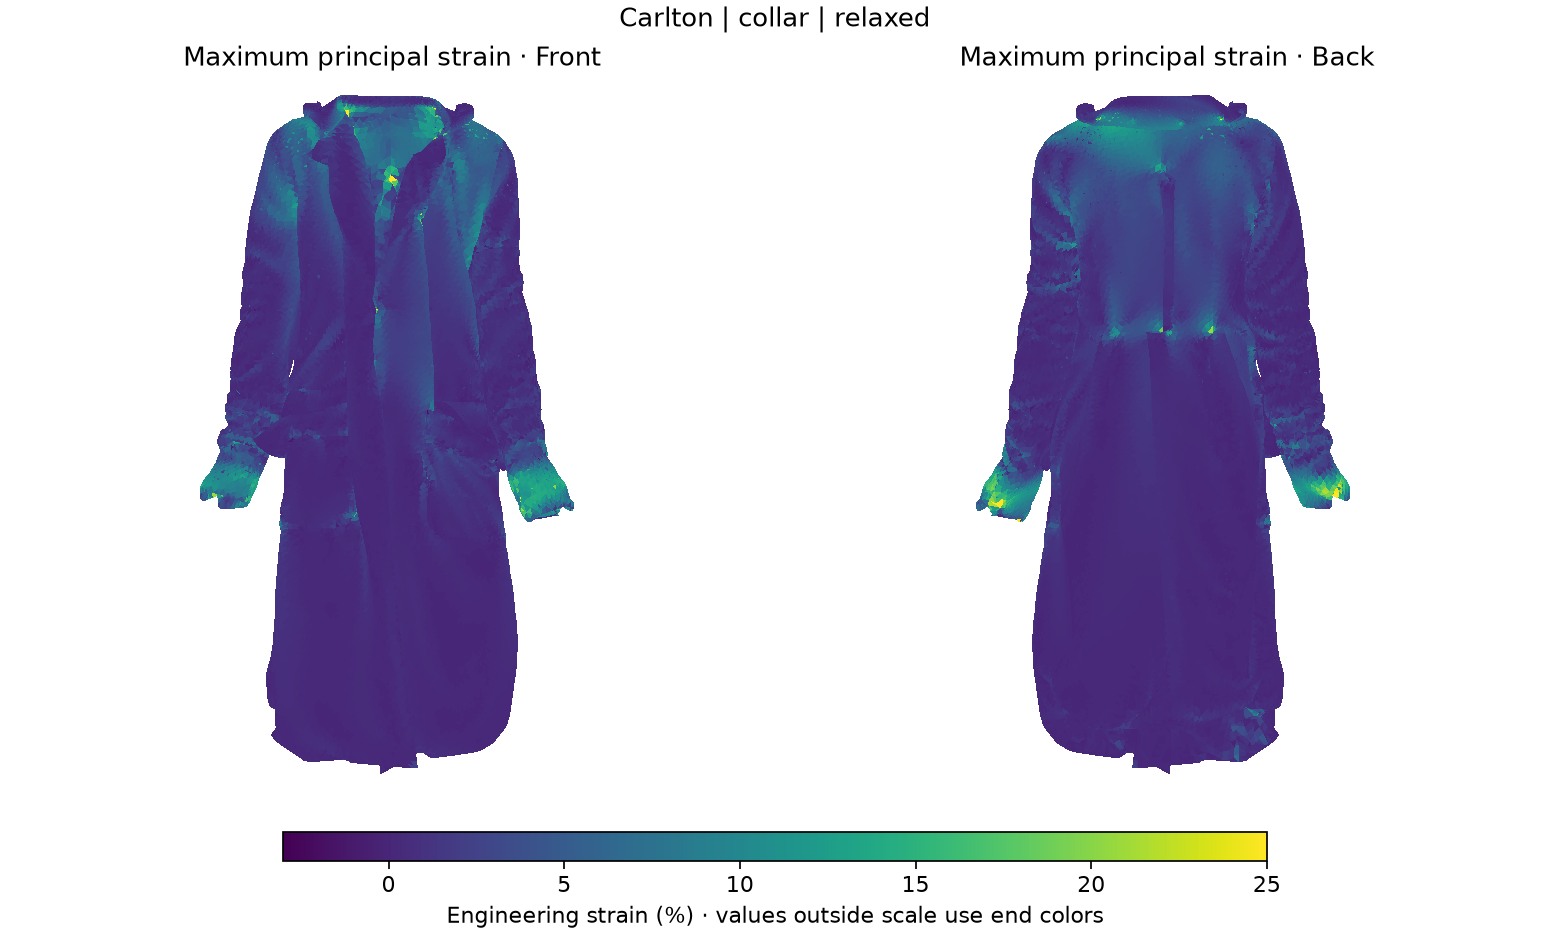 Carlton | collar | relaxed
Maximum principal strain · Front
Maximum principal strain · Back
0 5 10 15 20 25
Engineering strain (%) · values outside scale use end colors